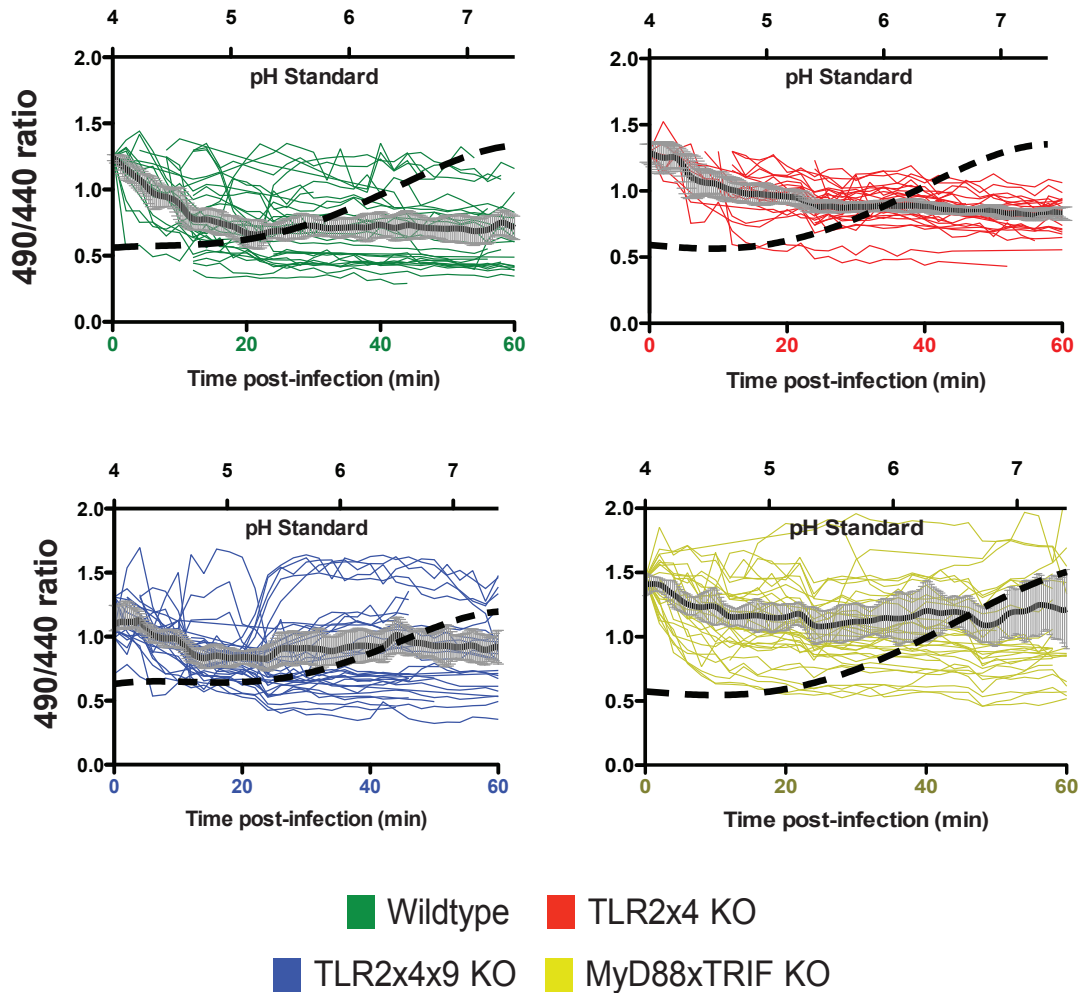 4 5 6 7
pH Standard
490/440 ratio
2.0
1.5
1.0
0.5
0.0
0 20 40 60
Time post-infection (min)
4 5 6 7
pH Standard
2.0
1.5
1.0
0.5
0.0
0 20 40 60
Time post-infection (min)
4 5 6 7
pH Standard
490/440 ratio
2.0
1.5
1.0
0.5
0.0
0 20 40 60
Time post-infection (min)
4 5 6 7
pH Standard
2.0
1.5
1.0
0.5
0.0
0 20 40 60
Time post-infection (min)
Wildtype TLR2x4 KO
TLR2x4x9 KO MyD88xTRIF KO